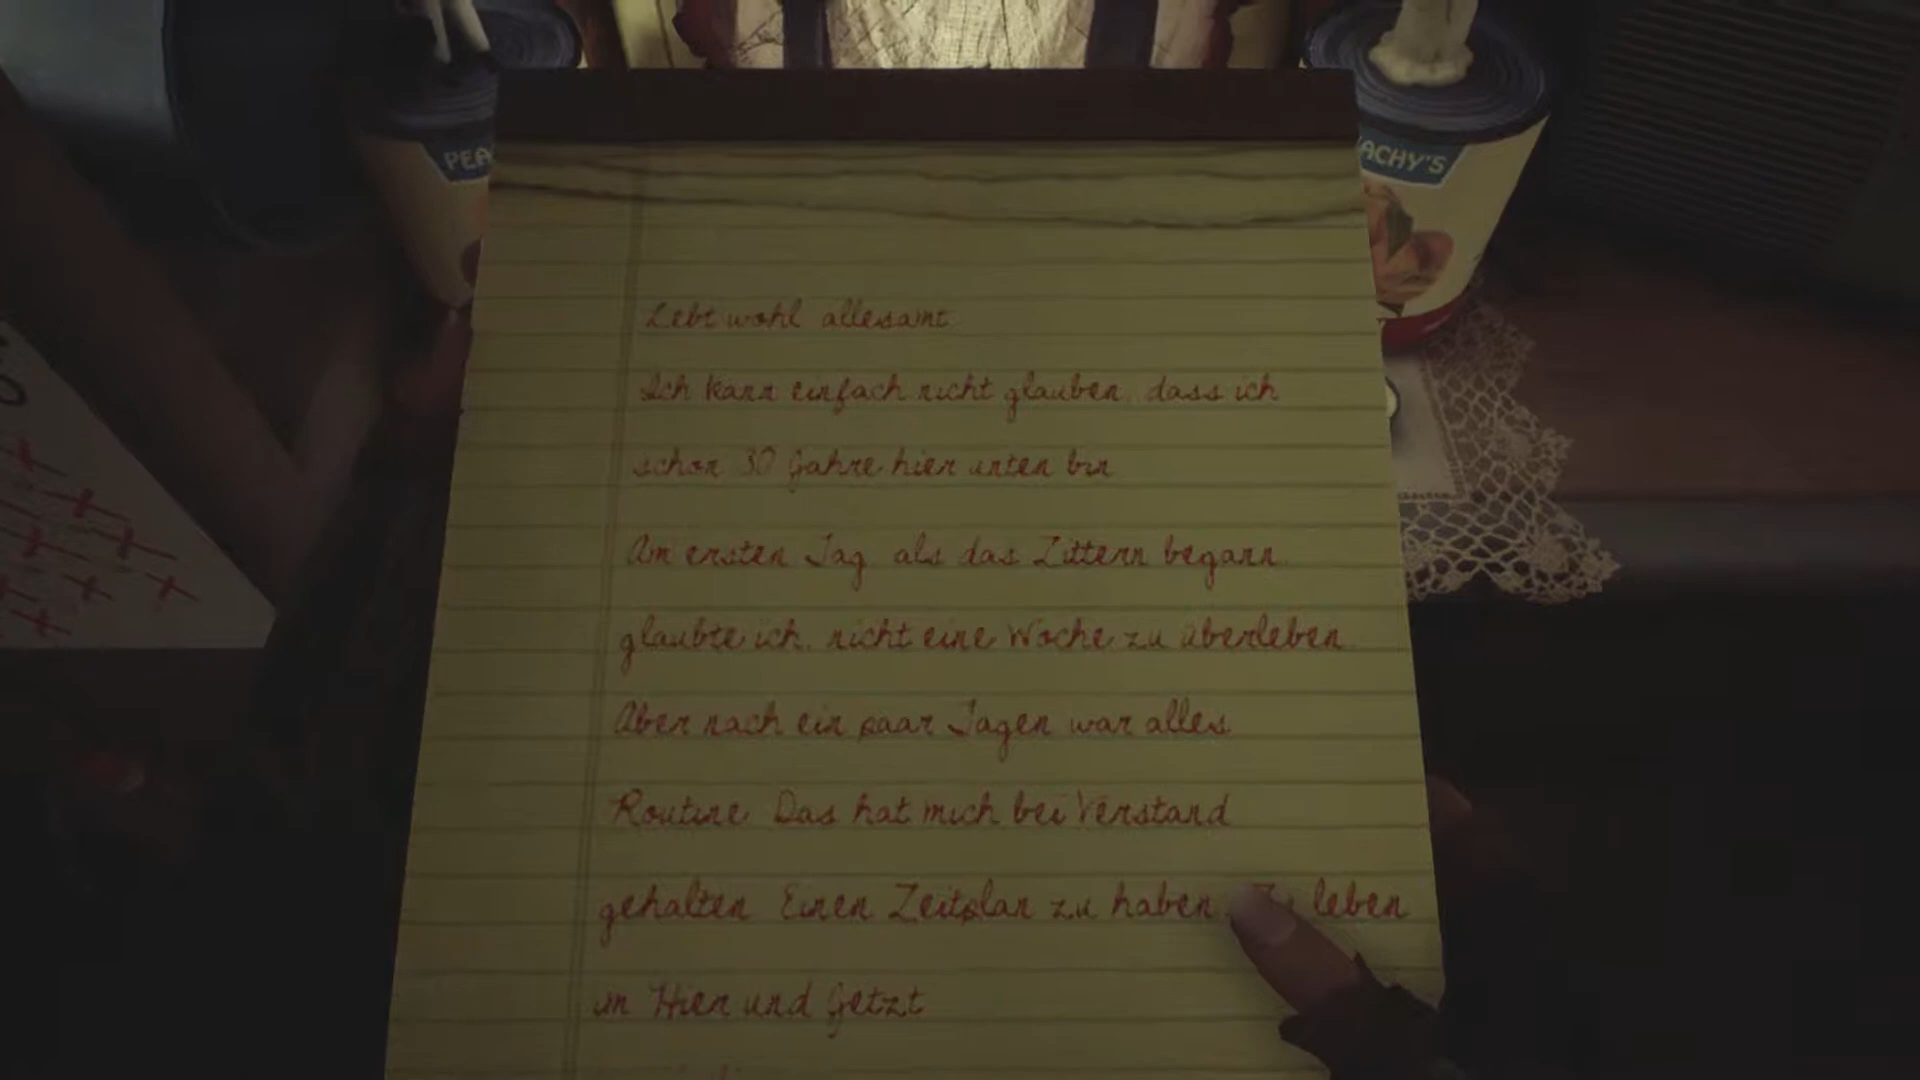 PEA
ACHY'S
Lebt wohl allesamt
Ich kann einfach nicht glauben, dass ich
schon 30 Jahre hier unten bin
Am ersten Tag, als das Zittern begann
glaubte ich, nicht eine Woche zu überleben.
Aber nach ein paar Tagen war alles
Routine. Das hat mich bei Verstand
gehalten. Einen Zeitplan zu haben. Zu leben
im Hier und Jetzt